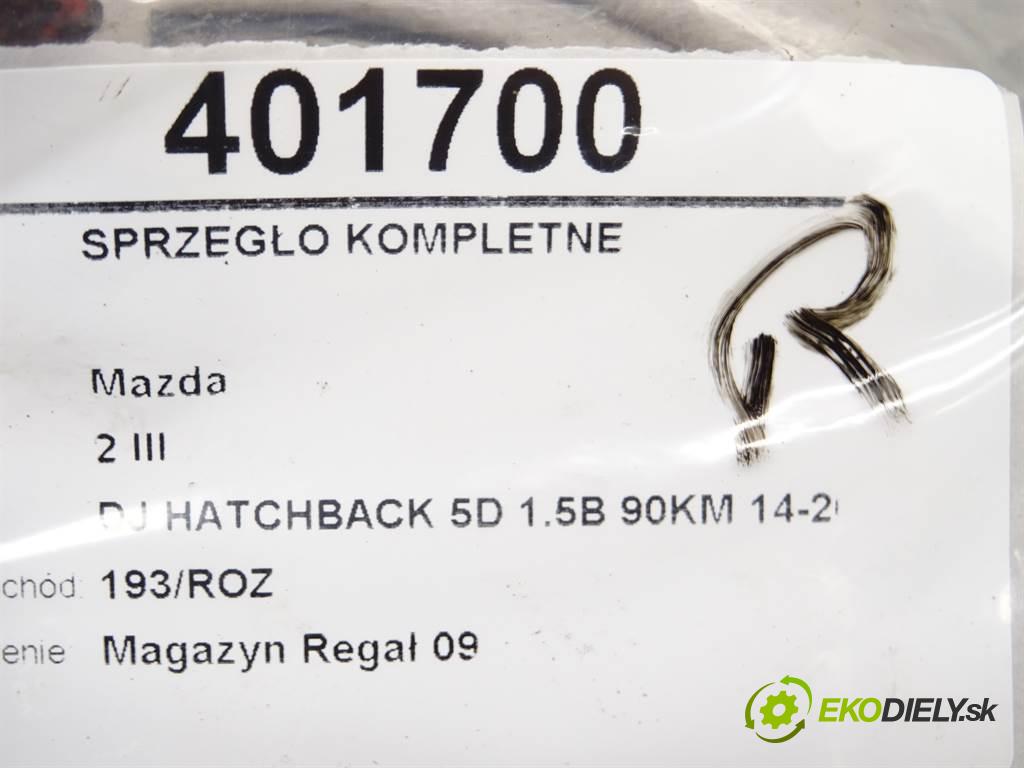 401700
SPRZĘGŁO KOMPLETNE
R
Mazda
2 III
DJ HATCHBACK 5D 1.5B 90KM 14-2
chód: 193/ROZ
enie Magazyn Regał 09
EKODIELY.sk